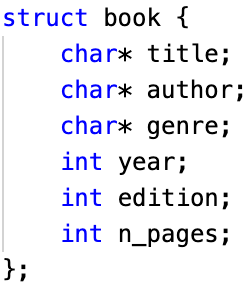 struct book {
    char* title;
    char* author;
    char* genre;
    int year;
    int edition;
    int n_pages;
};